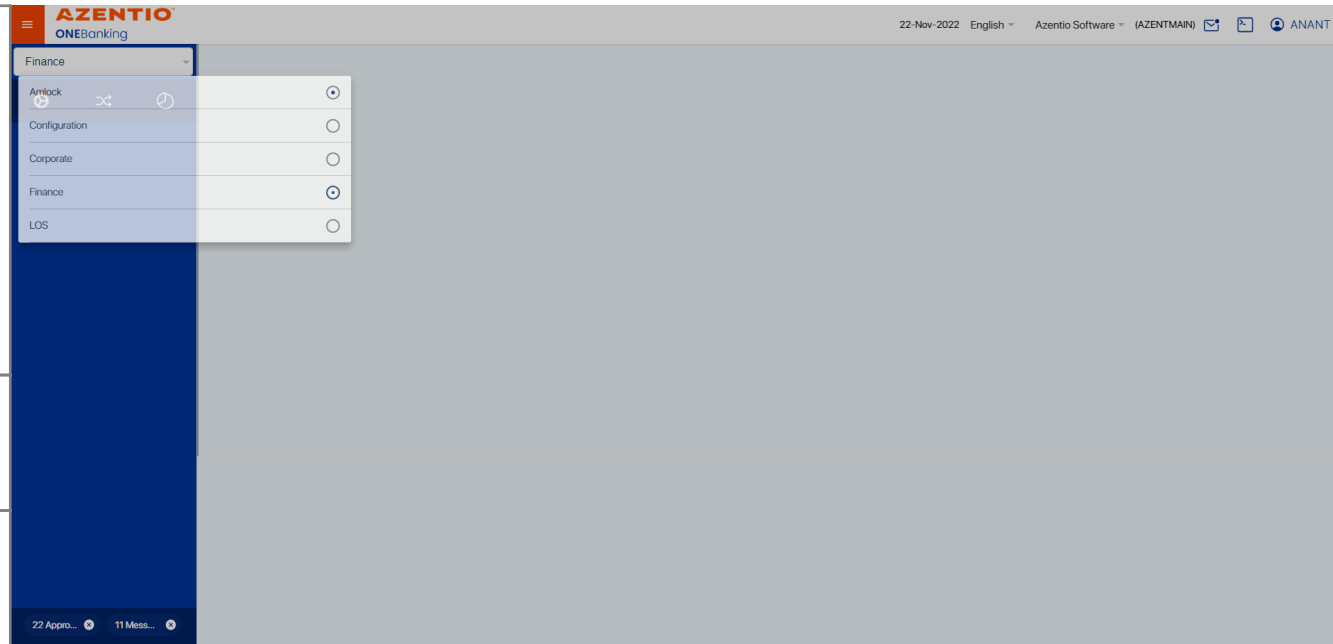 AZENTIO™
ONEBanking
22-Nov-2022 English Azentio Software (AZENTMAIN) ANANT
Finance
Amlock
Configuration
Corporate
Finance
LOS
22 Appro... 11 Mess...